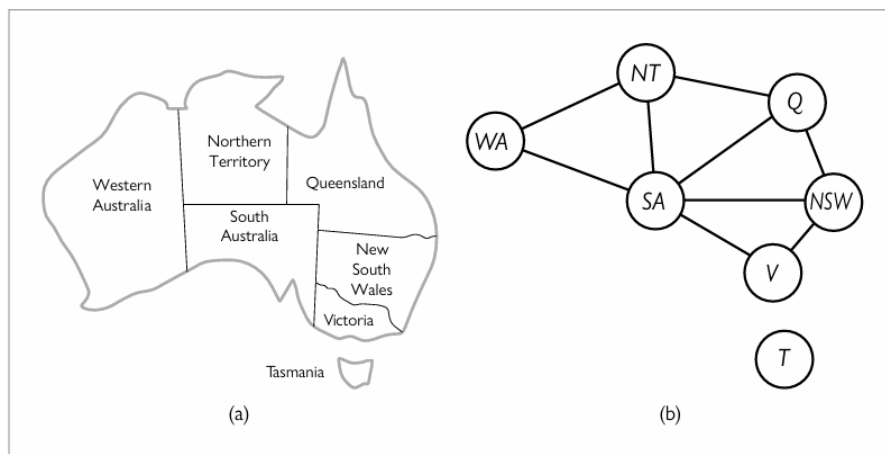 Northern
Territory
Western
Australia
Queensland
South
Australia
New
South
Wales
Victoria
Tasmania
(a)
NT
Q
WA
SA
NSW
V
T
(b)